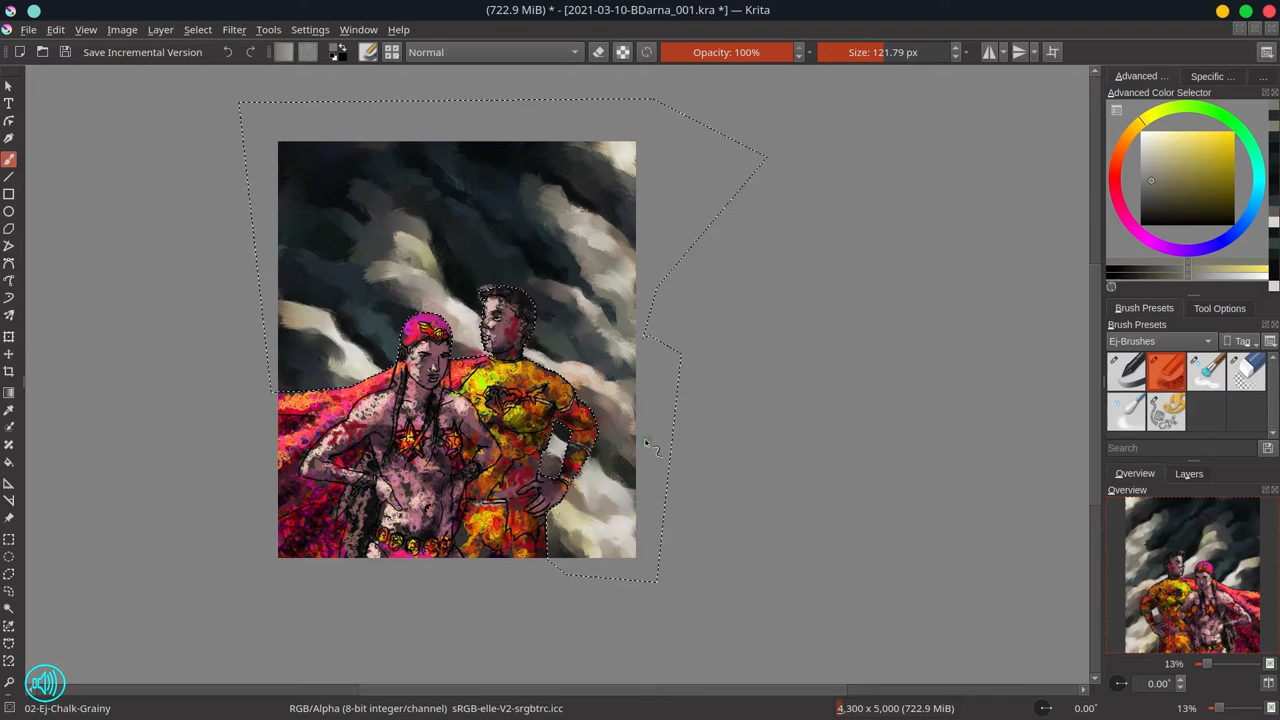 (722.9 MiB) * - [2021-03-10-BDarna_001.kra *] — Krita
File Edit View Image Layer Select Filter Tools Settings Window Help
Save Incremental Version Normal Opacity: 100% Size: 121.79 px
Advanced ... Specific ... ...
Advanced Color Selector
Brush Presets Tool Options
Brush Presets
Ej-Brushes Tag
Search
Overview Layers
Overview
13%
0.00°
02-Ej-Chalk-Grainy RGB/Alpha (8-bit integer/channel) sRGB-elle-V2-srgbtrc.icc 4,300 x 5,000 (722.9 MiB) 0.00° 13%